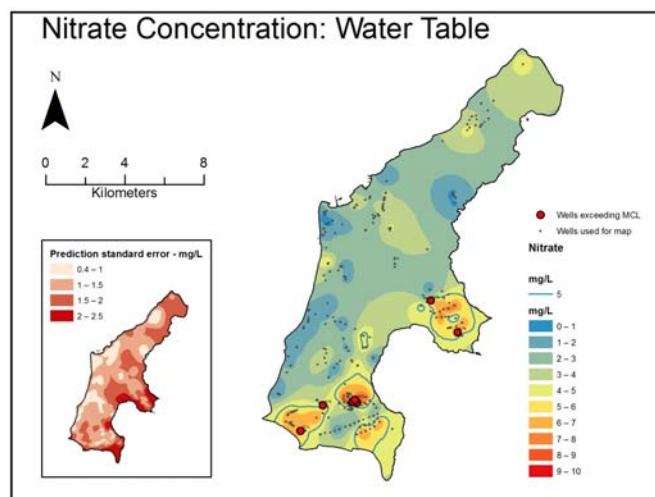 Nitrate Concentration: Water Table
N
0 2 4 8
Kilometers
Wells exceeding MCL
Wells used for map
Nitrate
mg/L
5
mg/L
0 – 1
1 – 2
2 – 3
3 – 4
4 – 5
5 – 6
6 – 7
7 – 8
8 – 9
9 – 10
Prediction standard error - mg/L
0.4 – 1
1 – 1.5
1.5 – 2
2 – 2.5